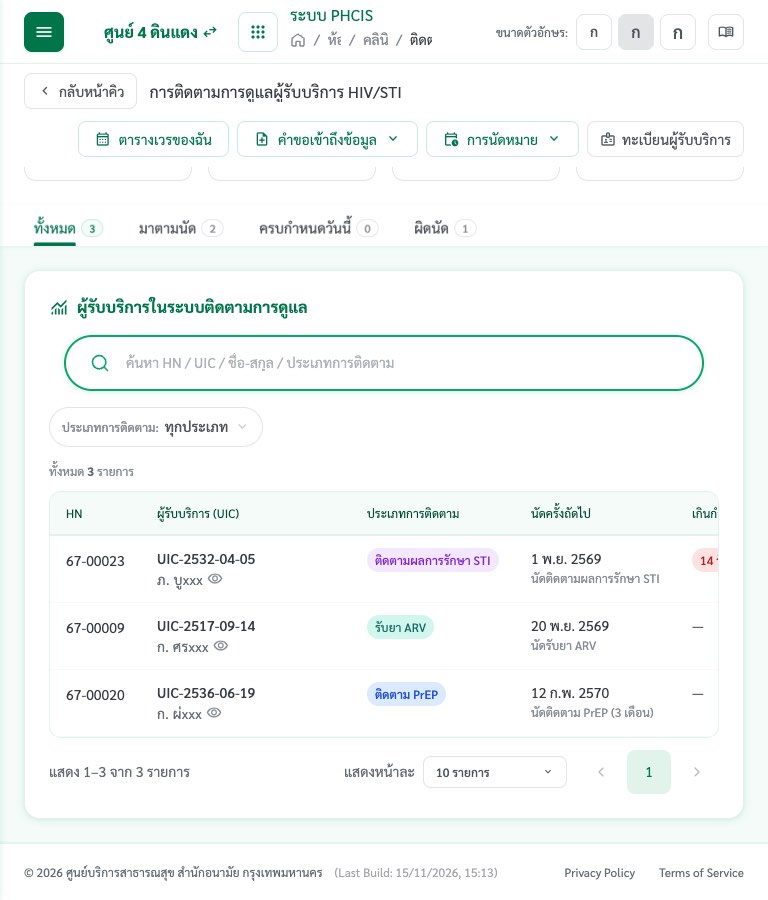 ศูนย์ 4 ดินแดง
ระบบ PHCIS
/ ห้ / คลินิ / ติดต
ขนาดตัวอักษร: ก ก ก
กลับหน้าคิว
การติดตามการดูแลผู้รับบริการ HIV/STI
ตารางเวรของฉัน
คำขอเข้าถึงข้อมูล
การนัดหมาย
ทะเบียนผู้รับบริการ
ทั้งหมด 3
มาตามนัด 2
ครบกำหนดวันนี้ 0
ผิดนัด 1
ผู้รับบริการในระบบติดตามการดูแล
ค้นหา HN / UIC / ชื่อ-สกุล / ประเภทการติดตาม
ประเภทการติดตาม: ทุกประเภท
ทั้งหมด 3 รายการ
HN ผู้รับบริการ (UIC) ประเภทการติดตาม นัดครั้งถัดไป เกินกำ
67-00023 UIC-2532-04-05 ติดตามผลการรักษา STI 1 พ.ย. 2569 14
ภ. บูxxx นัดติดตามผลการรักษา STI
67-00009 UIC-2517-09-14 รับยา ARV 20 พ.ย. 2569 —
ก. ศรxxx นัดรับยา ARV
67-00020 UIC-2536-06-19 ติดตาม PrEP 12 ก.พ. 2570 —
ก. ผ่xxx นัดติดตาม PrEP (3 เดือน)
แสดง 1–3 จาก 3 รายการ
แสดงหน้าละ 10 รายการ
1
© 2026 ศูนย์บริการสาธารณสุข สำนักอนามัย กรุงเทพมหานคร (Last Build: 15/11/2026, 15:13)
Privacy Policy Terms of Service